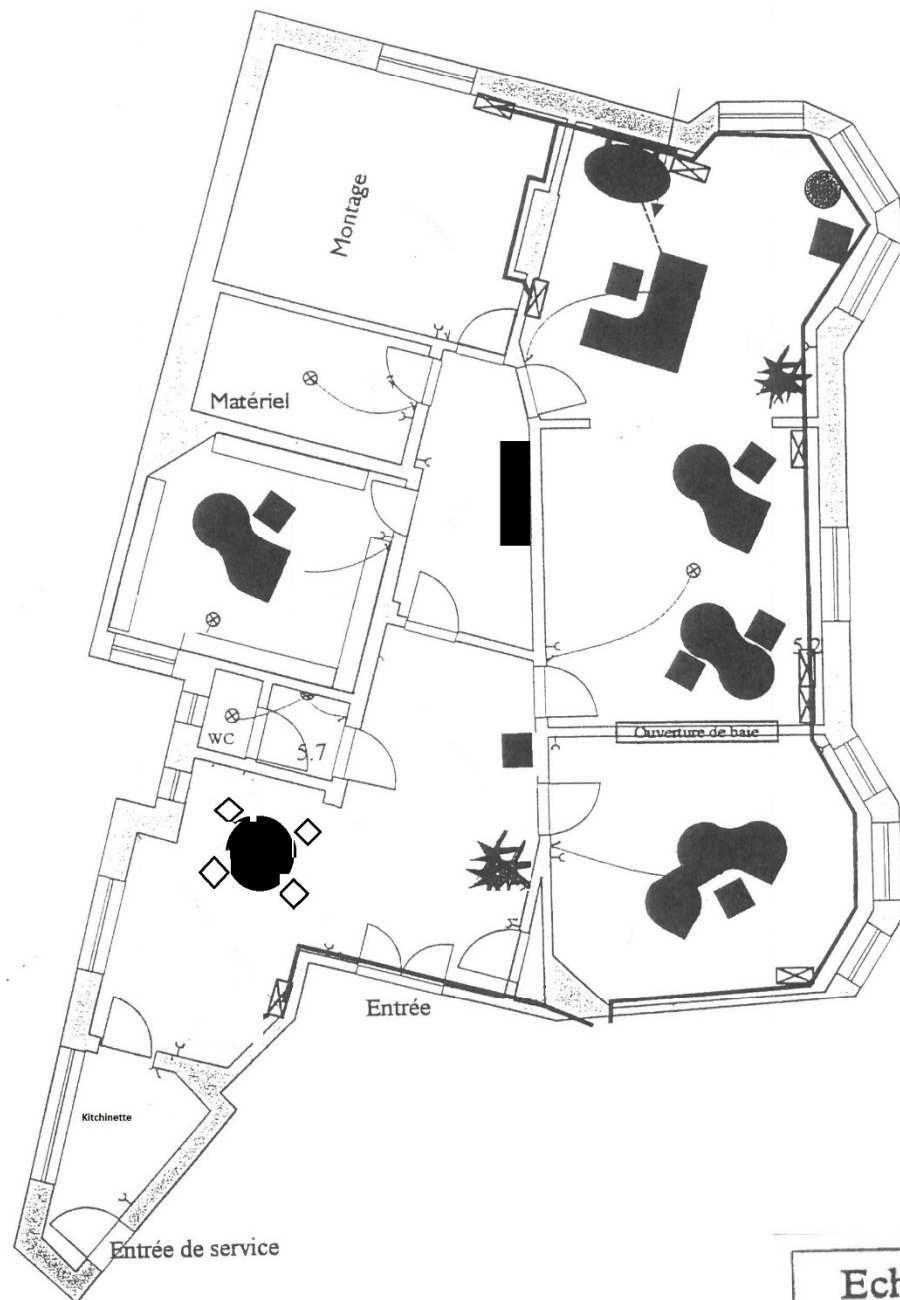 Montage
Matériel
5.2
WC
5.7
Ouverture de baie
Entrée
Kitchinette
Entrée de service
Ech